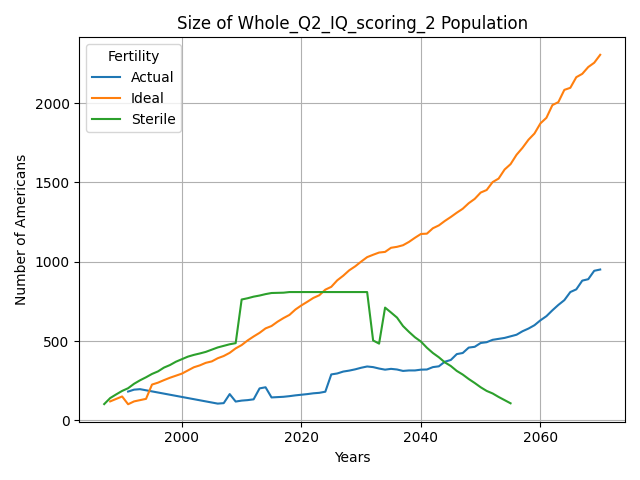 Size of Whole_Q2_IQ_scoring_2 Population
Fertility
Actual
Ideal
Sterile
Number of Americans
2000
1500
1000
500
0
2000
2020
2040
2060
Years